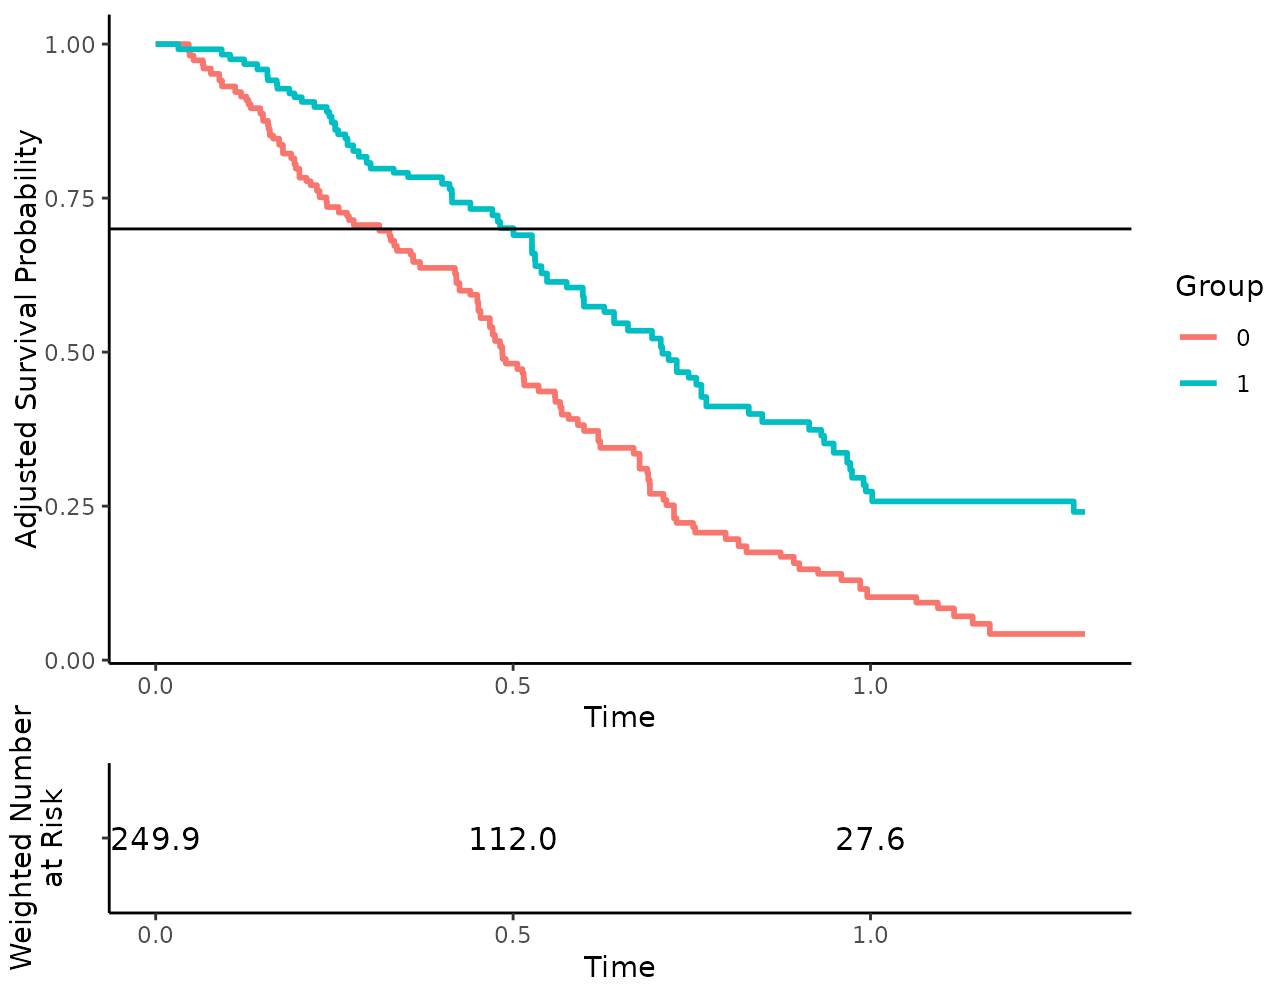 Adjusted Survival Probability
1.00
0.75
0.50
0.25
0.00
0.0 0.5 1.0
Time
Group
0
1
Weighted Number
at Risk
249.9 112.0 27.6
0.0 0.5 1.0
Time